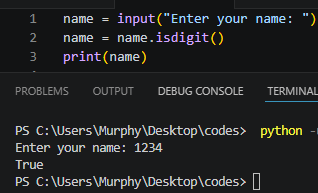 1 name = input("Enter your name: ")
2 name = name.isdigit()
3 print(name)
PROBLEMS OUTPUT DEBUG CONSOLE TERMINAL
PS C:\Users\Murphy\Desktop\codes> python -u
Enter your name: 1234
True
PS C:\Users\Murphy\Desktop\codes>